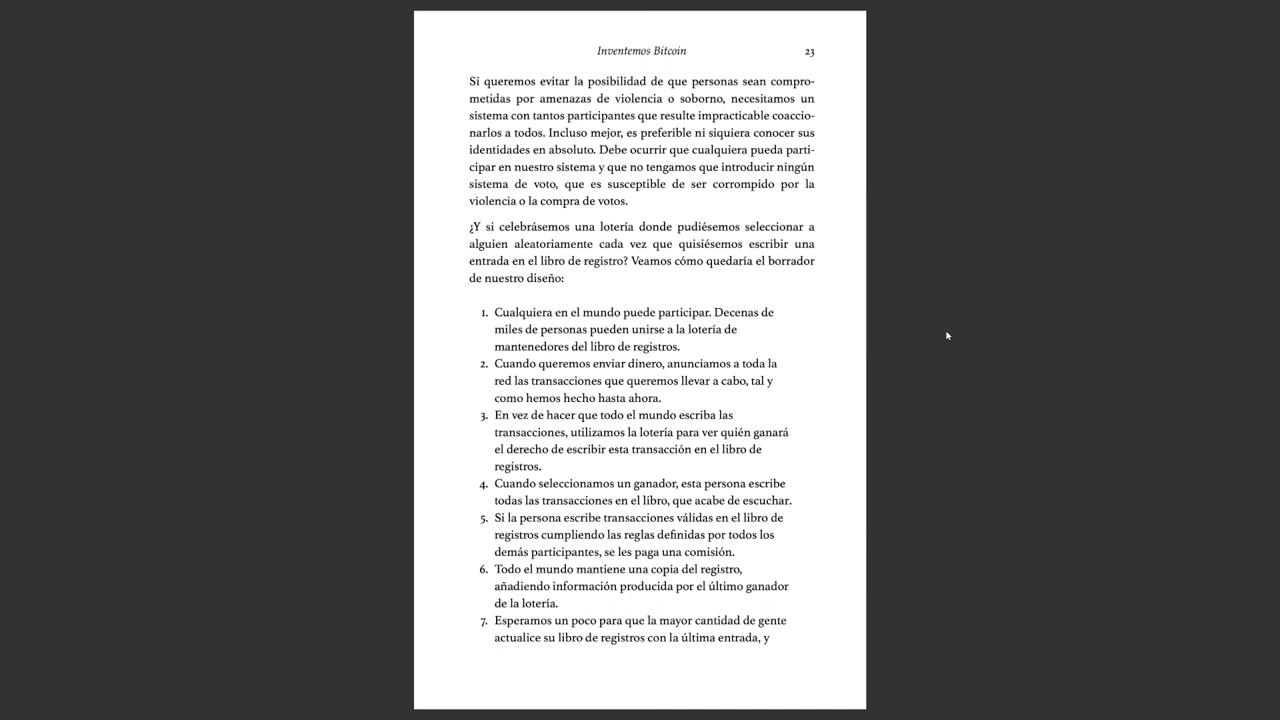 Inventemos Bitcoin 23
Si queremos evitar la posibilidad de que personas sean compro-
metidas por amenazas de violencia o soborno, necesitamos un
sistema con tantos participantes que resulte impracticable coaccio-
narlos a todos. Incluso mejor, es preferible ni siquiera conocer sus
identidades en absoluto. Debe ocurrir que cualquiera pueda parti-
cipar en nuestro sistema y que no tengamos que introducir ningún
sistema de voto, que es susceptible de ser corrompido por la
violencia o la compra de votos.
¿Y si celebrásemos una lotería donde pudiésemos seleccionar a
alguien aleatoriamente cada vez que quisiésemos escribir una
entrada en el libro de registro? Veamos cómo quedaría el borrador
de nuestro diseño:
1. Cualquiera en el mundo puede participar. Decenas de
miles de personas pueden unirse a la lotería de
mantenedores del libro de registros.
2. Cuando queremos enviar dinero, anunciamos a toda la
red las transacciones que queremos llevar a cabo, tal y
como hemos hecho hasta ahora.
3. En vez de hacer que todo el mundo escriba las
transacciones, utilizamos la lotería para ver quién ganará
el derecho de escribir esta transacción en el libro de
registros.
4. Cuando seleccionamos un ganador, esta persona escribe
todas las transacciones en el libro, que acabe de escuchar.
5. Si la persona escribe transacciones válidas en el libro de
registros cumpliendo las reglas definidas por todos los
demás participantes, se les paga una comisión.
6. Todo el mundo mantiene una copia del registro,
añadiendo información producida por el último ganador
de la lotería.
7. Esperamos un poco para que la mayor cantidad de gente
actualice su libro de registros con la última entrada, y